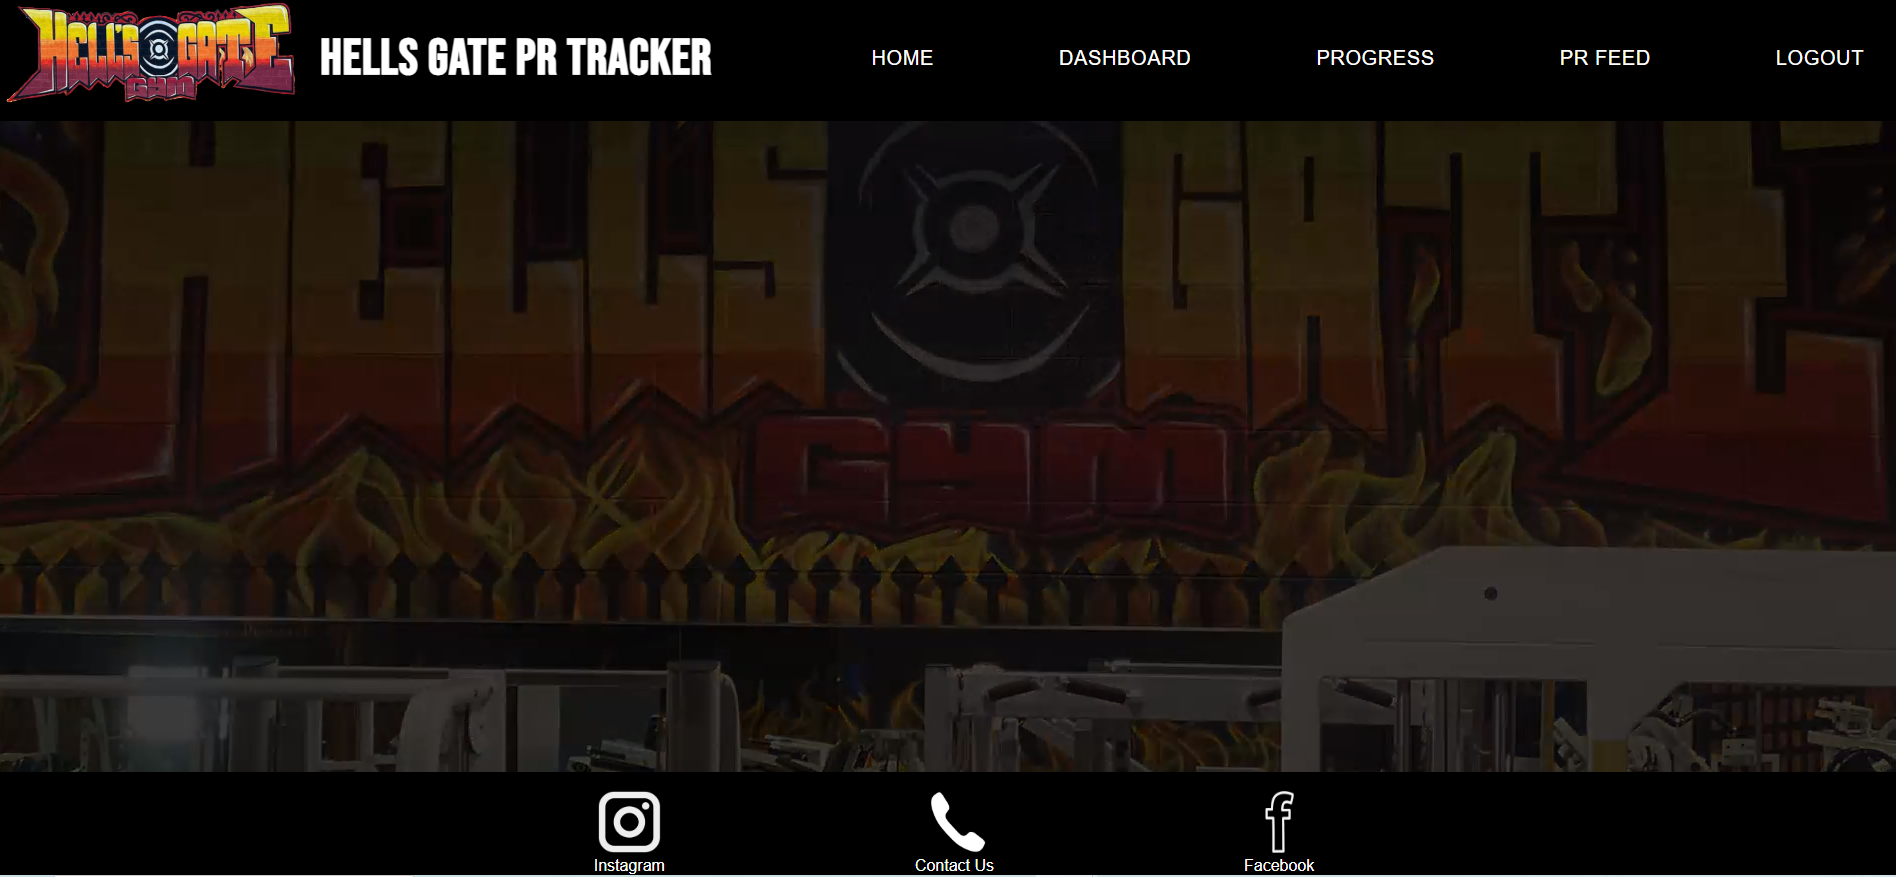 HELL'S GATE
GYM
HELLS GATE PR TRACKER
HOME
DASHBOARD
PROGRESS
PR FEED
LOGOUT
HELL'S GATE
GYM
Instagram
Contact Us
Facebook